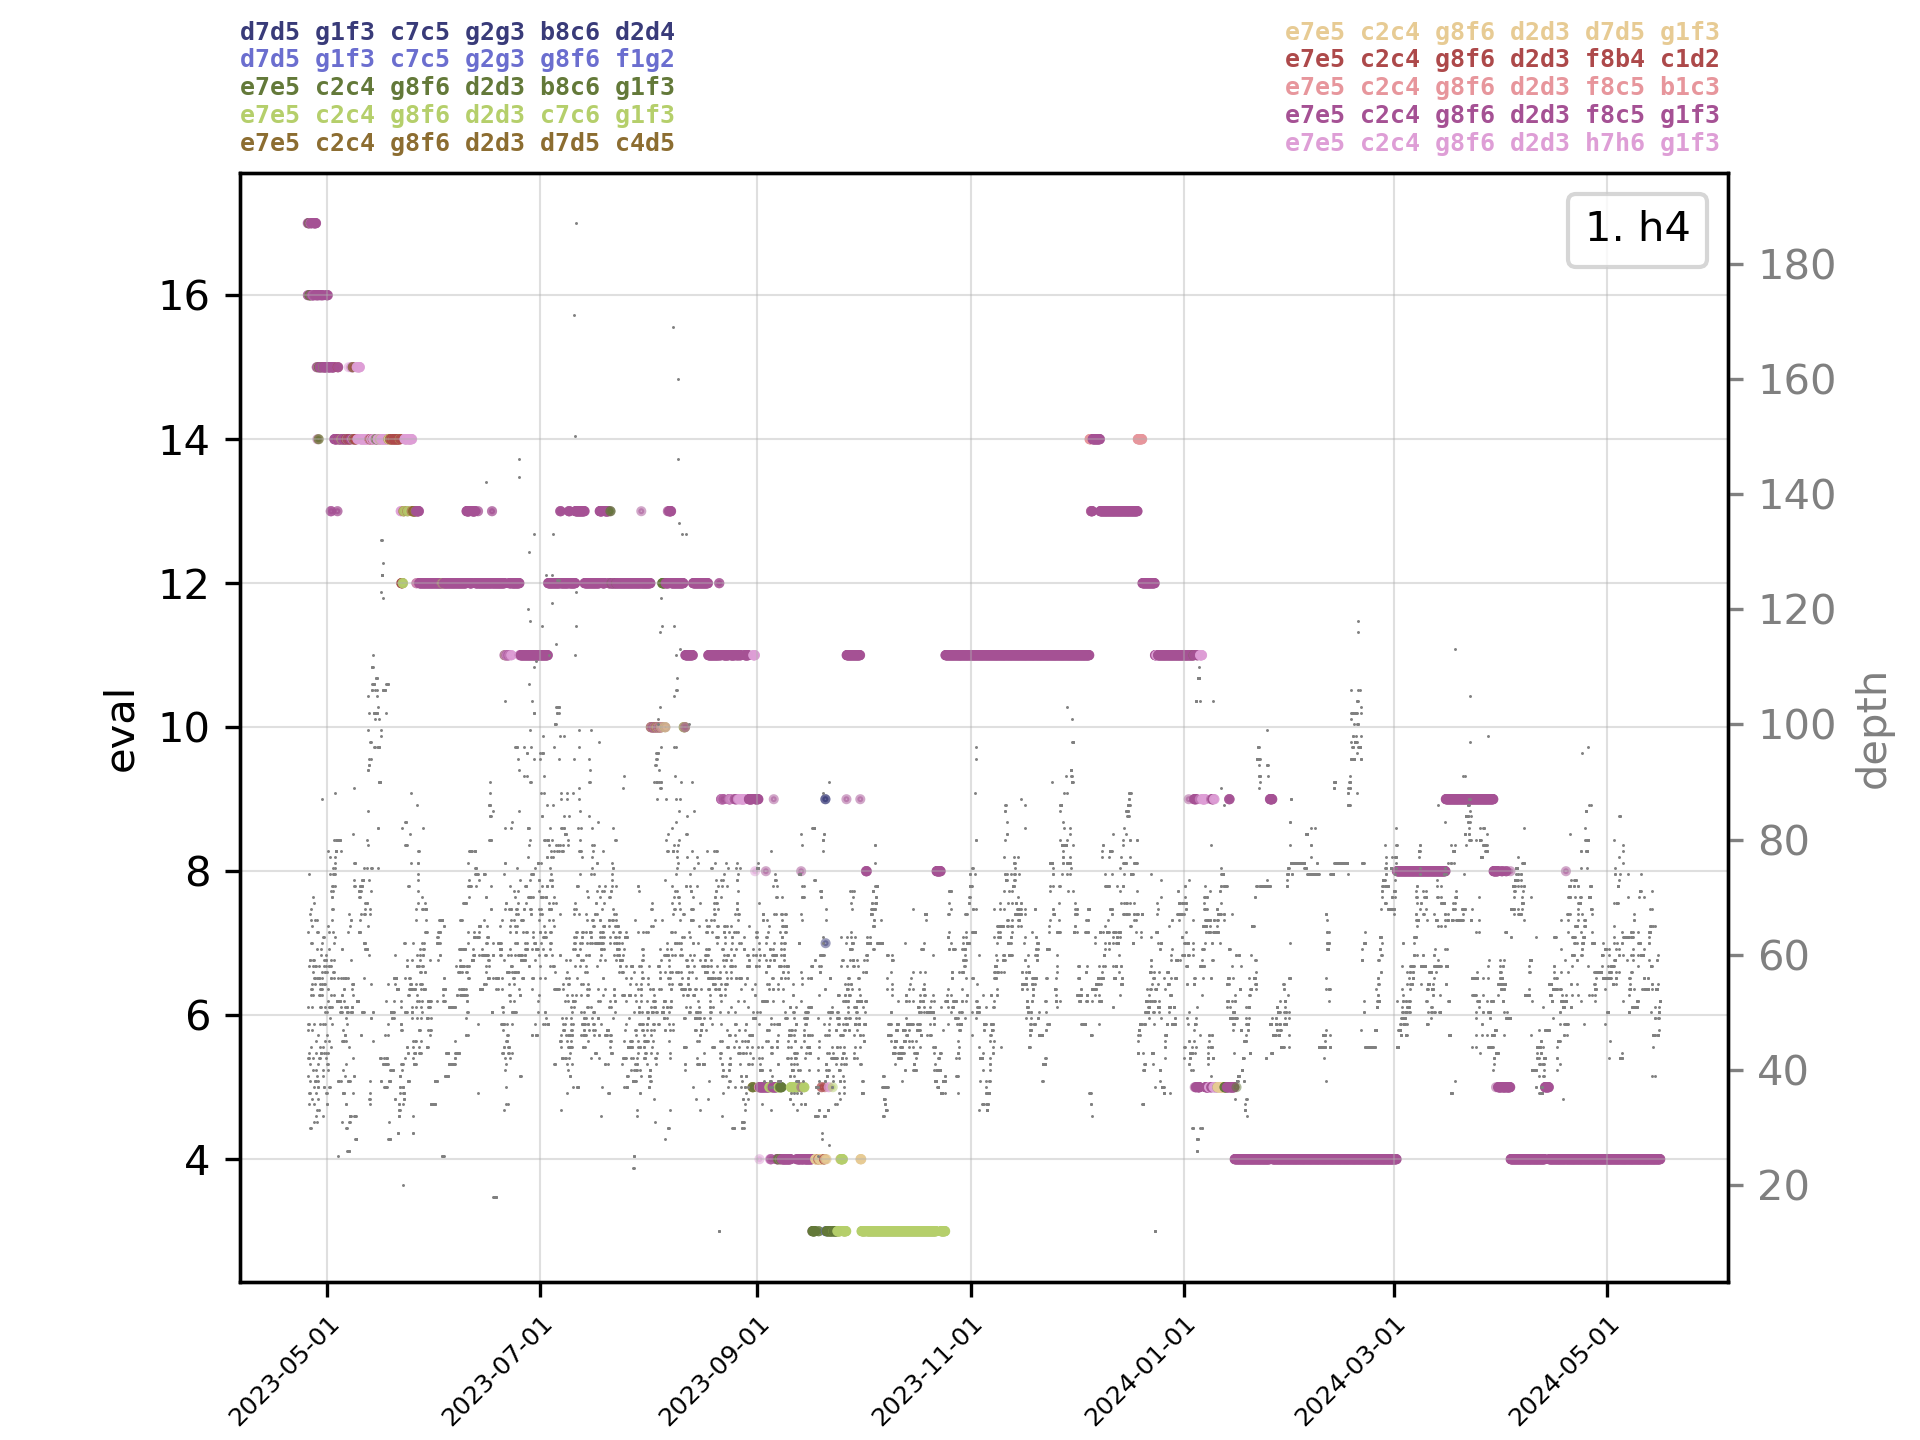 d7d5 g1f3 c7c5 g2g3 b8c6 d2d4
d7d5 g1f3 c7c5 g2g3 g8f6 f1g2
e7e5 c2c4 g8f6 d2d3 b8c6 g1f3
e7e5 c2c4 g8f6 d2d3 c7c6 g1f3
e7e5 c2c4 g8f6 d2d3 d7d5 c4d5
e7e5 c2c4 g8f6 d2d3 d7d5 g1f3
e7e5 c2c4 g8f6 d2d3 f8b4 c1d2
e7e5 c2c4 g8f6 d2d3 f8c5 b1c3
e7e5 c2c4 g8f6 d2d3 f8c5 g1f3
e7e5 c2c4 g8f6 d2d3 h7h6 g1f3
1. h4
eval
16
14
12
10
8
6
4
depth
180
160
140
120
100
80
60
40
20
2023-05-01
2023-07-01
2023-09-01
2023-11-01
2024-01-01
2024-03-01
2024-05-01